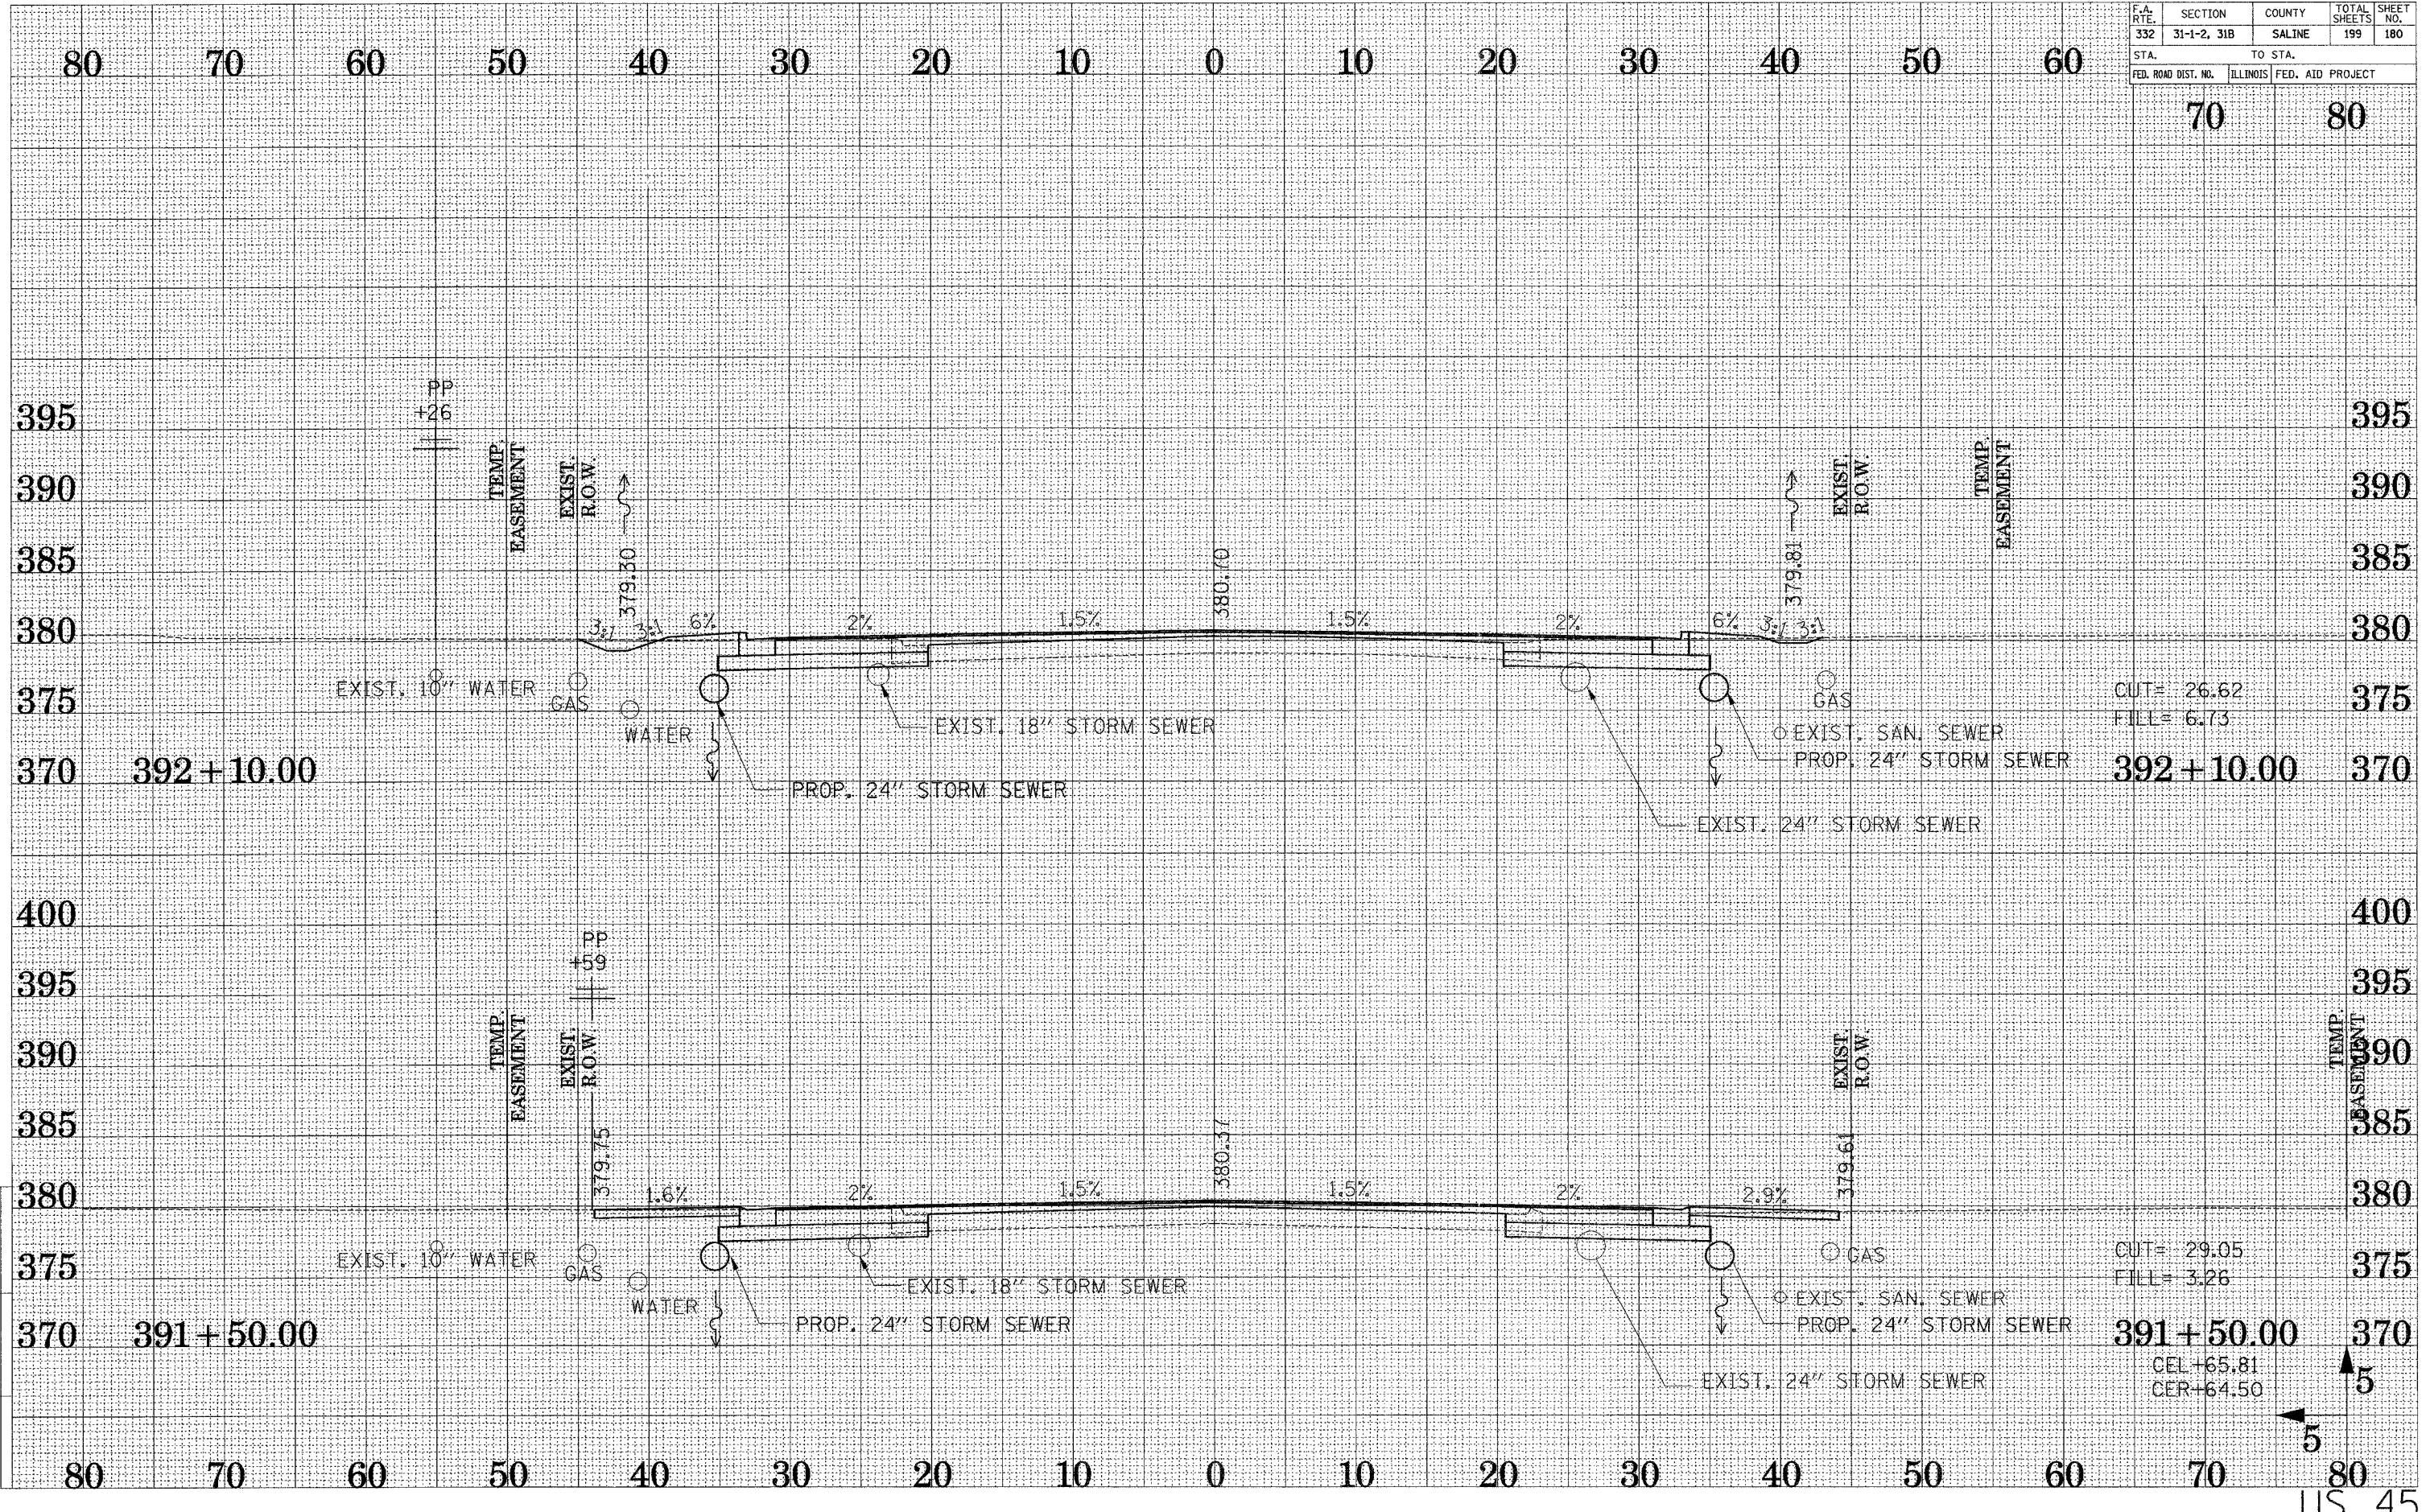 F.A. RTE. SECTION COUNTY TOTAL SHEETS SHEET NO.
332 31-1-2, 31B SALINE 199 180
STA. TO STA.
FED. ROAD DIST. NO. ILLINOIS FED. AID PROJECT
80 70 60 50 40 30 20 10 0 10 20 30 40 50 60 70 80
PP
+26
395 395
TEMP. EASEMENT
EXIST. R.O.W.
EXIST. R.O.W.
TEMP. EASEMENT
390 390
385 385
379.30
380.70
379.81
380 3:1 3:1 6% 2% 1.5% 1.5% 2% 6% 3:1 3:1 380
EXIST. 10" WATER
GAS
WATER
EXIST. 18" STORM SEWER
PROP. 24" STORM SEWER
GAS
EXIST. SAN. SEWER
PROP. 24" STORM SEWER
EXIST. 24" STORM SEWER
CUT= 26.62
FILL= 6.73
375 375
370 392+10.00 392+10.00 370
400 400
PP
+59
395 395
TEMP. EASEMENT
EXIST. R.O.W.
EXIST. R.O.W.
TEMP. EASEMENT
390 390
385 385
379.75
380.37
379.61
380 1.6% 2% 1.5% 1.5% 2% 2.9% 380
EXIST. 10" WATER
GAS
WATER
EXIST. 18" STORM SEWER
PROP. 24" STORM SEWER
GAS
EXIST. SAN. SEWER
PROP. 24" STORM SEWER
EXIST. 24" STORM SEWER
CUT= 29.05
FILL= 3.26
375 375
370 391+50.00 391+50.00 370
CEL+65.81
CER+64.50
5
5
80 70 60 50 40 30 20 10 0 10 20 30 40 50 60 70 80
US 45